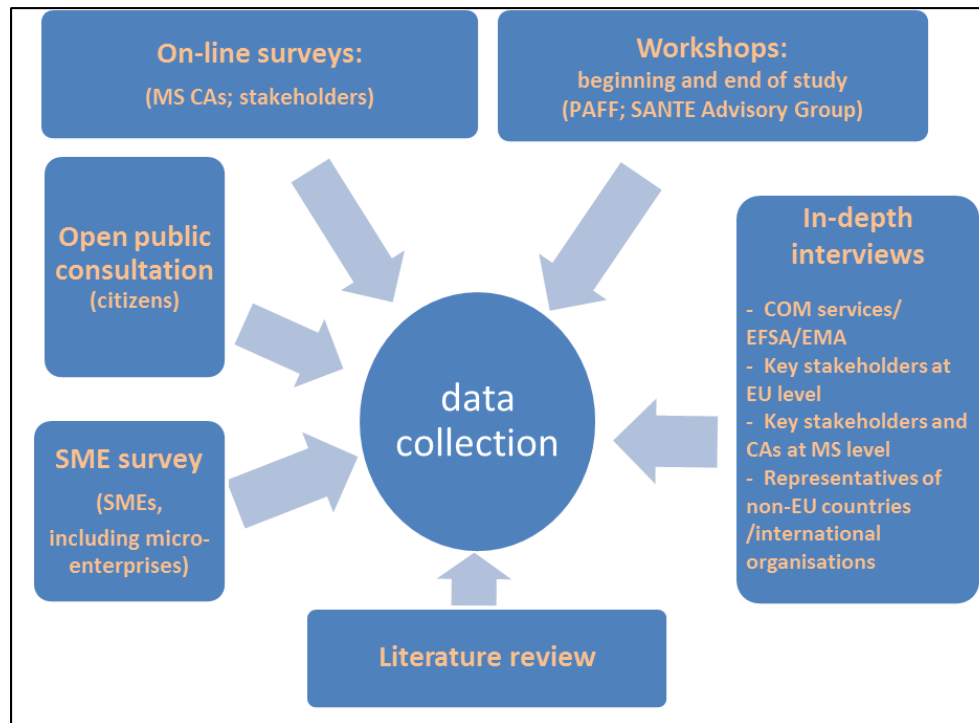 On-line surveys:
(MS CAs; stakeholders)
Workshops:
beginning and end of study
(PAFF; SANTE Advisory Group)
Open public
consultation
(citizens)
In-depth
interviews
- COM services/
EFSA/EMA
- Key stakeholders at
EU level
- Key stakeholders and
CAs at MS level
- Representatives of
non-EU countries
/international
organisations
data
collection
SME survey
(SMEs,
including micro-
enterprises)
Literature review